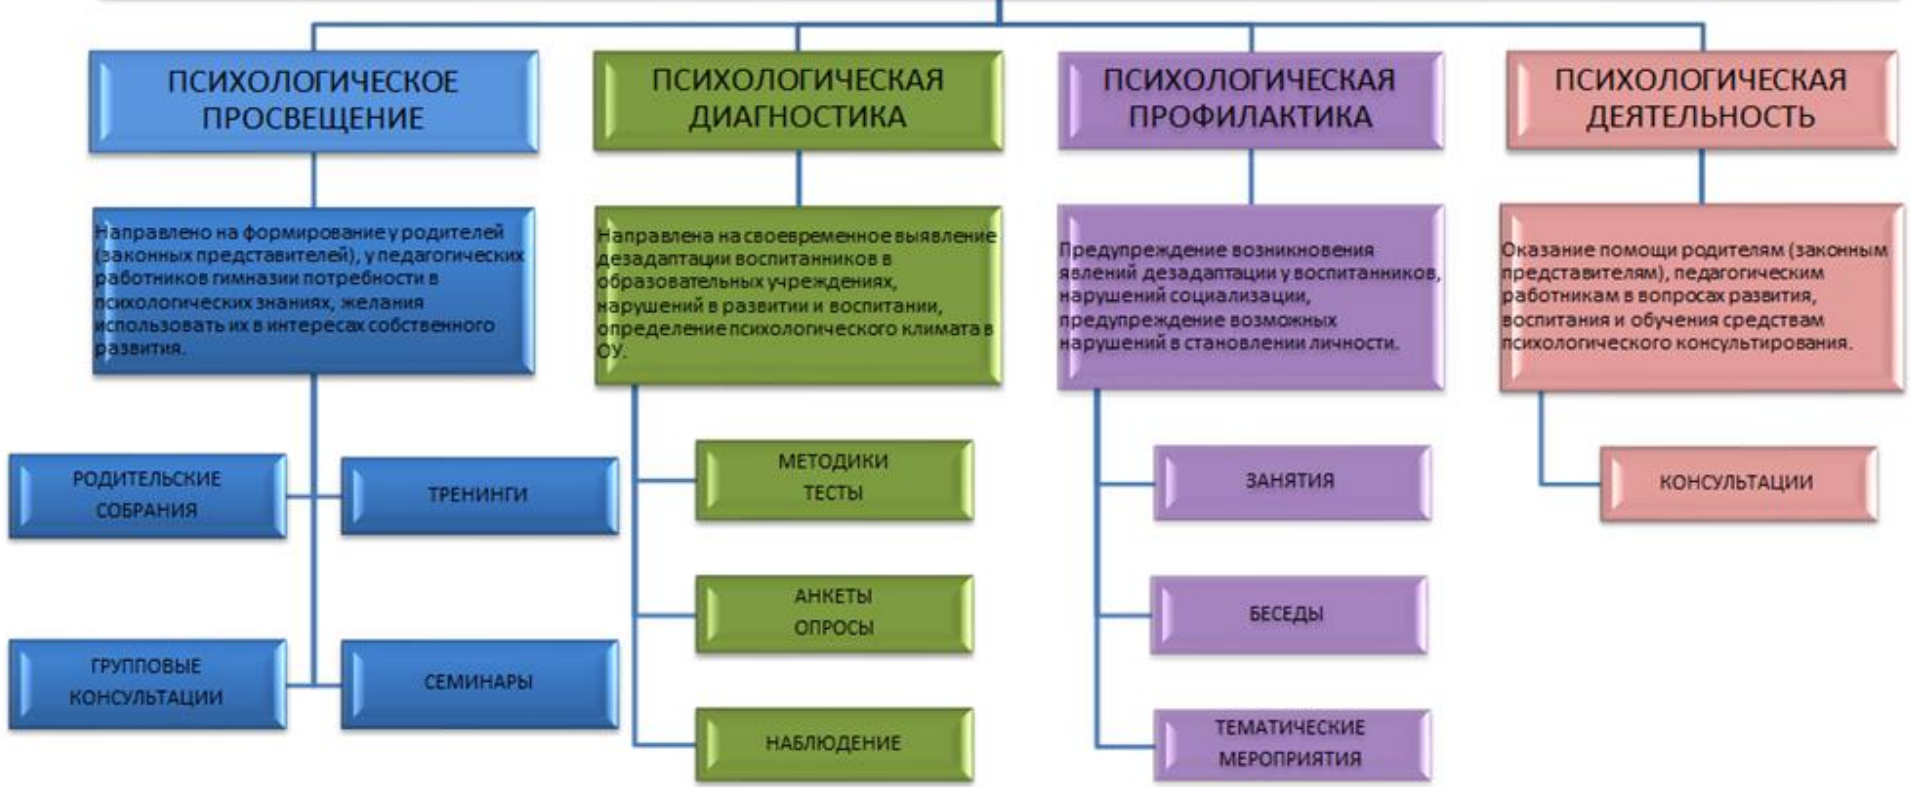 ПСИХОЛОГИЧЕСКОЕ
ПРОСВЕЩЕНИЕ
Направлено на формирование у родителей
(законных представителей), у педагогических
работников гимназии потребности в
психологических знаниях, желания
использовать их в интересах собственного
развития.
РОДИТЕЛЬСКИЕ
СОБРАНИЯ
ТРЕНИНГИ
ГРУППОВЫЕ
КОНСУЛЬТАЦИИ
СЕМИНАРЫ
ПСИХОЛОГИЧЕСКАЯ
ДИАГНОСТИКА
Направлена на своевременное выявление
дезадаптации воспитанников в
образовательных учреждениях,
нарушений в развитии и воспитании,
определение психологического климата в
ОУ.
МЕТОДИКИ
ТЕСТЫ
АНКЕТЫ
ОПРОСЫ
НАБЛЮДЕНИЕ
ПСИХОЛОГИЧЕСКАЯ
ПРОФИЛАКТИКА
Предупреждение возникновения
явлений дезадаптации у воспитанников,
нарушений социализации,
предупреждение возможных
нарушений в становлении личности.
ЗАНЯТИЯ
БЕСЕДЫ
ТЕМАТИЧЕСКИЕ
МЕРОПРИЯТИЯ
ПСИХОЛОГИЧЕСКАЯ
ДЕЯТЕЛЬНОСТЬ
Оказание помощи родителям (законным
представителям), педагогическим
работникам в вопросах развития,
воспитания и обучения средствам
психологического консультирования.
КОНСУЛЬТАЦИИ